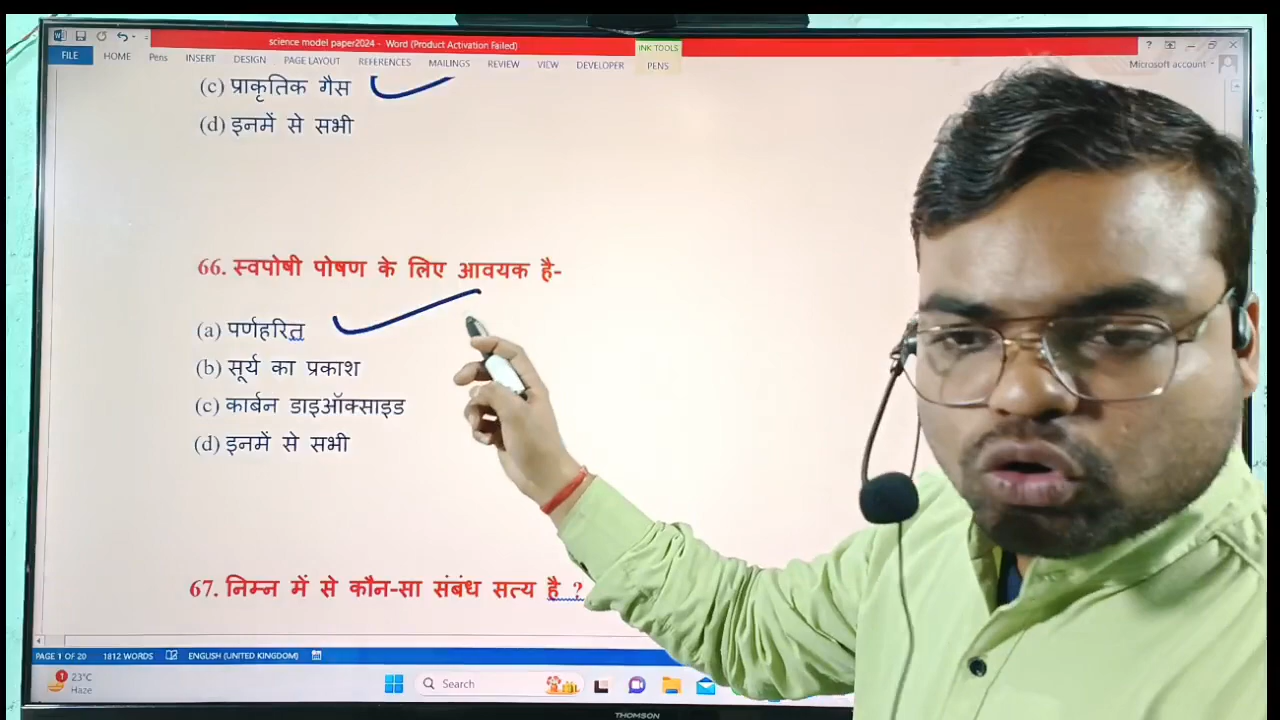 science model paper2024 - Word (Product Activation Failed)
INK TOOLS
FILE HOME Pens INSERT DESIGN PAGE LAYOUT REFERENCES MAILINGS REVIEW VIEW DEVELOPER PENS
Microsoft account
(c) प्राकृतिक गैस
(d) इनमें से सभी
66. स्वपोषी पोषण के लिए आवयक है-
(a) पर्णहरित
(b) सूर्य का प्रकाश
(c) कार्बन डाइऑक्साइड
(d) इनमें से सभी
67. निम्न में से कौन-सा संबंध सत्य है ?
PAGE 1 OF 20 1812 WORDS ENGLISH (UNITED KINGDOM)
1
23°C
Haze
Search
THOMSON